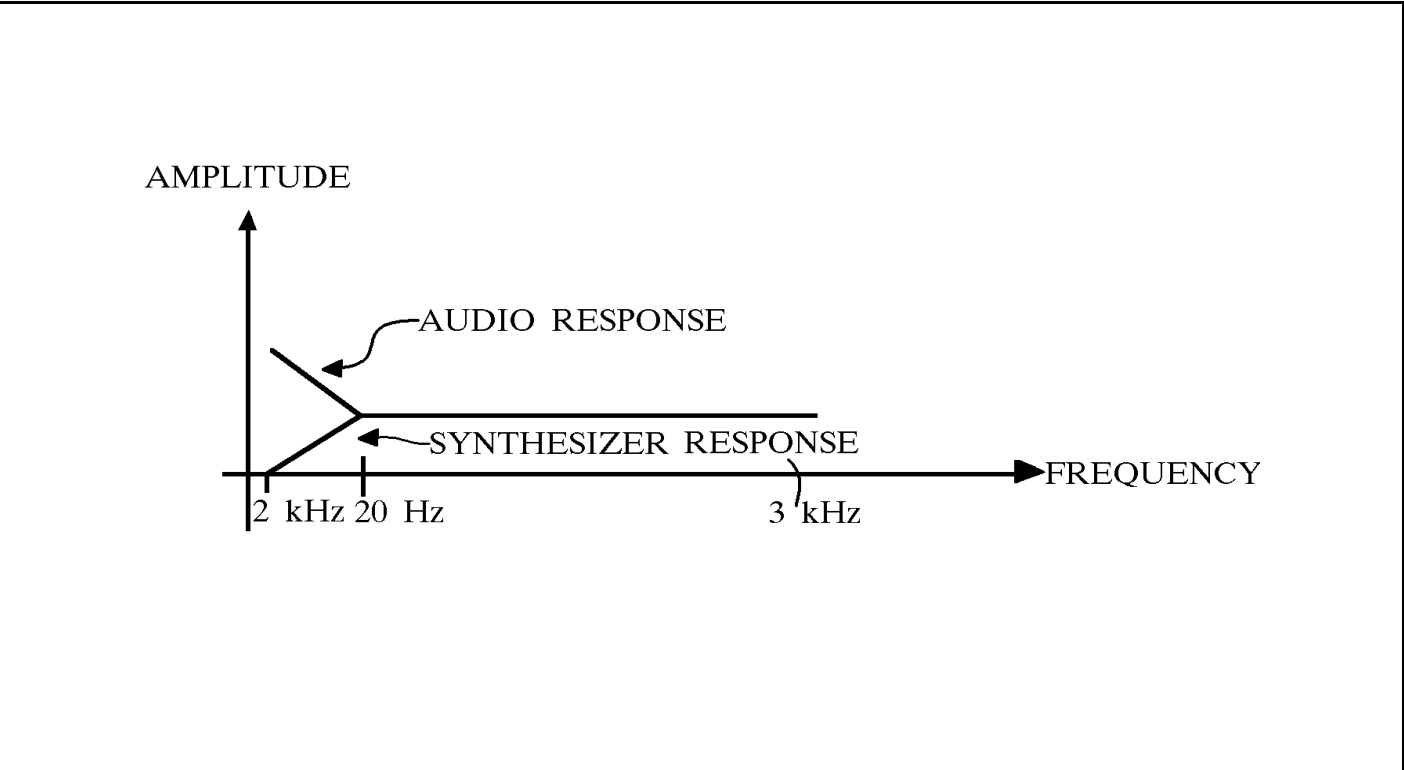 AMPLITUDE
AUDIO RESPONSE
SYNTHESIZER RESPONSE
FREQUENCY
2 kHz 20 Hz
3 kHz